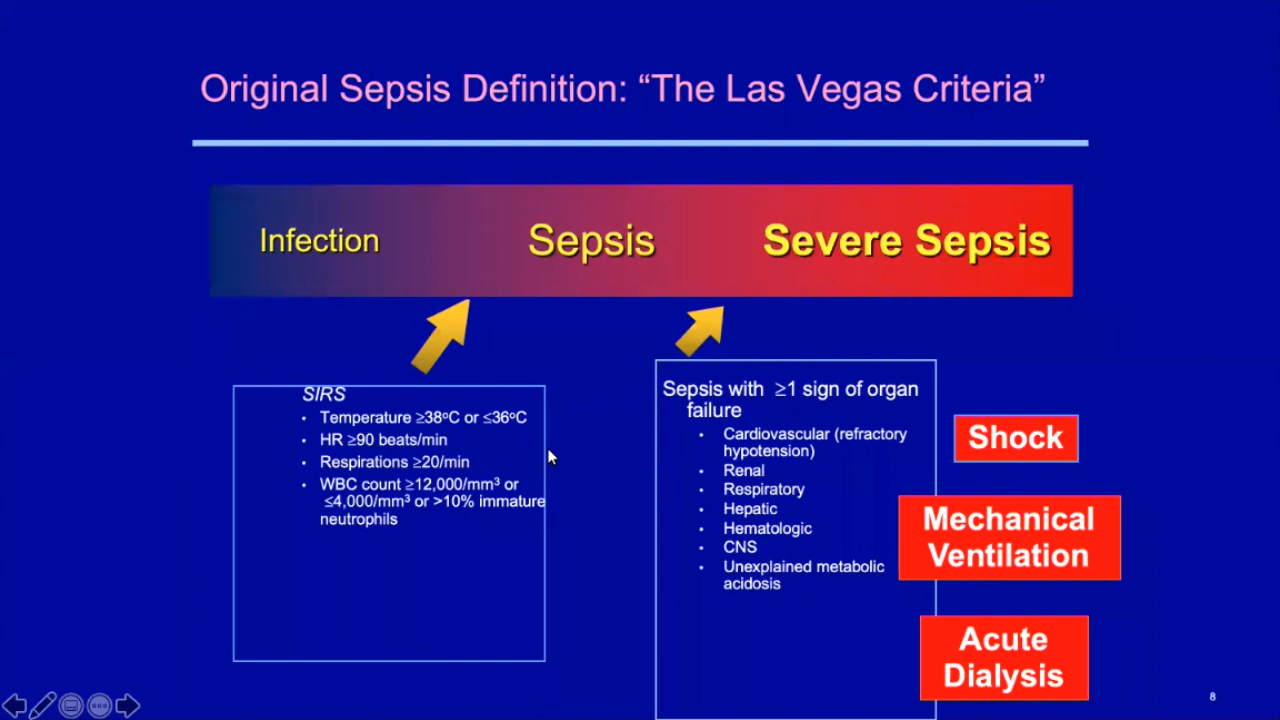 Original Sepsis Definition: “The Las Vegas Criteria”
Infection
Sepsis
Severe Sepsis
SIRS
• Temperature ≥38ºC or ≤36ºC
• HR ≥90 beats/min
• Respirations ≥20/min
• WBC count ≥12,000/mm³ or
≤4,000/mm³ or >10% immature
neutrophils
Sepsis with ≥1 sign of organ
failure
• Cardiovascular (refractory
hypotension)
• Renal
• Respiratory
• Hepatic
• Hematologic
• CNS
• Unexplained metabolic
acidosis
Shock
Mechanical
Ventilation
Acute
Dialysis
8